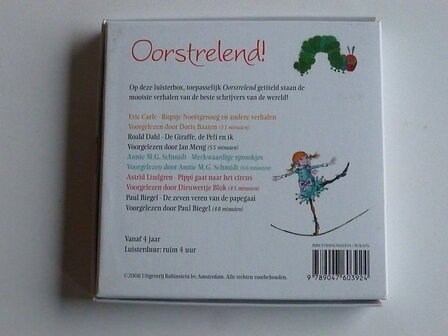 Oorstrelend!
Op deze luisterbox, toepasselijk Oorstrelend getiteld staan de
mooiste verhalen van de beste schrijvers van de wereld!
Eric Carle - Rupsje Nooitgenoeg en andere verhalen
Voorgelezen door Doris Baaten (31 minuten)
Roald Dahl - De Giraffe, de Peli en ik
Voorgelezen door Jan Meng (55 minuten)
Annie M.G. Schmidt - Merkwaardige sprookjes
Voorgelezen door Annie M.G. Schmidt (66 minuten)
Astrid Lindgren - Pippi gaat naar het circus
Voorgelezen door Dieuwertje Blok (45 minuten)
Paul Biegel - De zeven veren van de papegaai
Voorgelezen door Paul Biegel (48 minuten)
Vanaf 4 jaar
Luisterduur: ruim 4 uur
©2008 Uitgeverij Rubinstein bv, Amsterdam. Alle rechten voorbehouden.
9789047603924